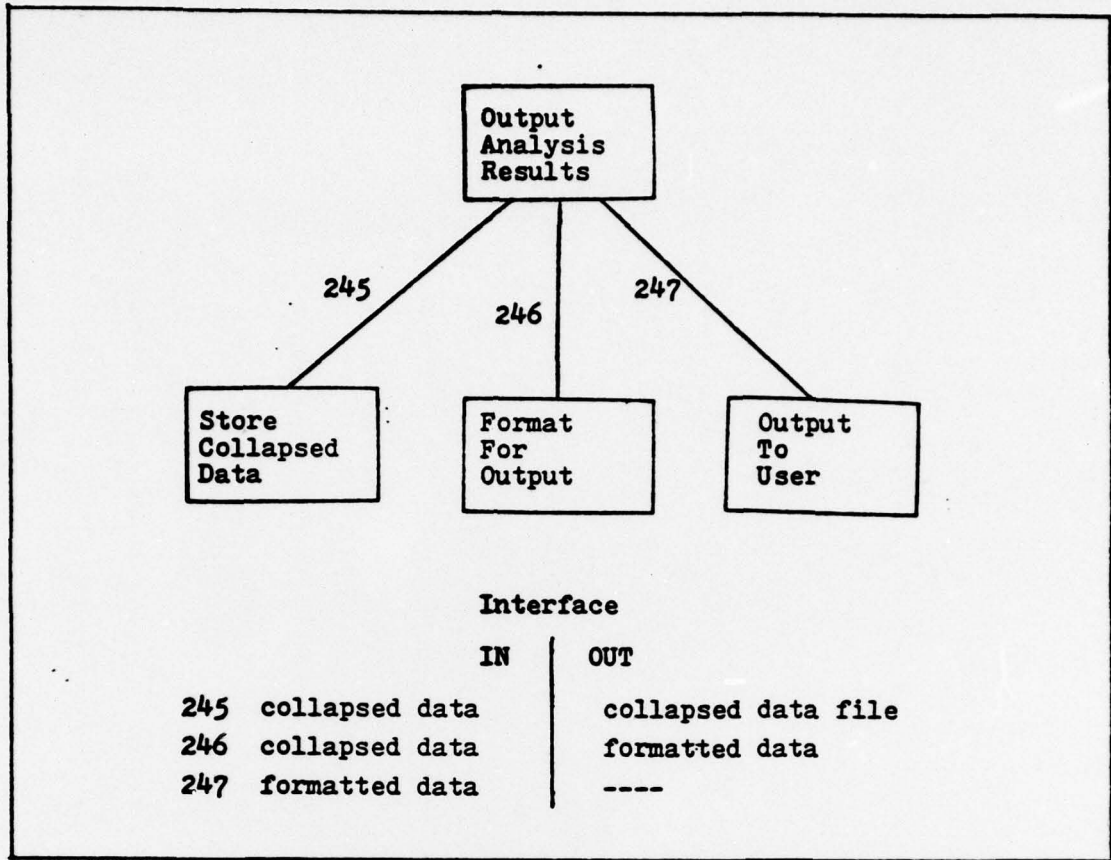 Output
Analysis
Results
245
246
247
Store
Collapsed
Data
Format
For
Output
Output
To
User
Interface
IN OUT
245 collapsed data collapsed data file
246 collapsed data formatted data
247 formatted data ----